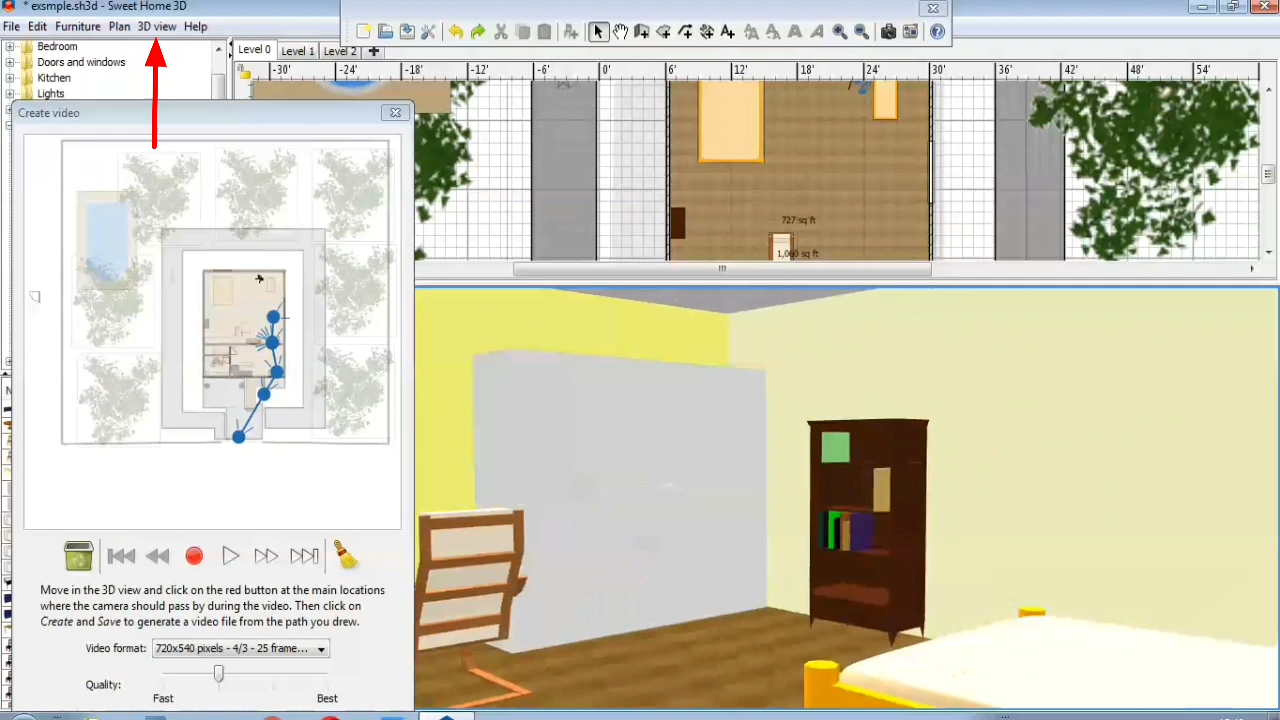 * exsmple.sh3d - Sweet Home 3D
File Edit Furniture Plan 3D view Help
Bedroom
Doors and windows
Kitchen
Lights
Level 0 Level 1 Level 2
-30' -24' -18' -12' -6' 0' 6' 12' 18' 24' 30' 36' 42' 48' 54'
727 sq ft
1,060 sq ft
Create video
Move in the 3D view and click on the red button at the main locations
where the camera should pass by during the video. Then click on
Create and Save to generate a video file from the path you drew.
Video format: 720x540 pixels - 4/3 - 25 frame...
Quality:
Fast Best